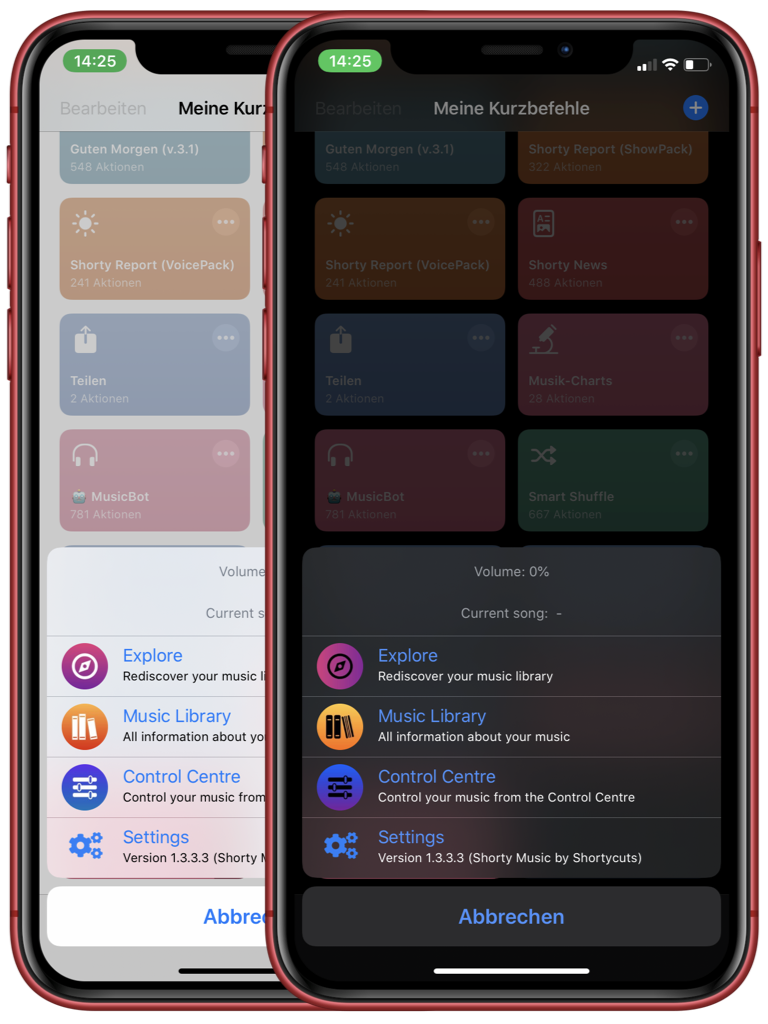 14:25
Bearbeiten
Meine Kurz
Guten Morgen (v.3.1)
548 Aktionen
Shorty Report (VoicePack)
241 Aktionen
Teilen
2 Aktionen
MusicBot
781 Aktionen
Volume
Current s
Explore
Rediscover your music li
Music Library
All information about yo
Control Centre
Control your music from
Settings
Version 1.3.3.3 (Shorty M
Abbre
14:25
Bearbeiten
Meine Kurzbefehle
Guten Morgen (v.3.1)
548 Aktionen
Shorty Report (ShowPack)
322 Aktionen
Shorty Report (VoicePack)
241 Aktionen
Shorty News
488 Aktionen
Teilen
2 Aktionen
Musik-Charts
28 Aktionen
MusicBot
781 Aktionen
Smart Shuffle
667 Aktionen
Volume: 0%
Current song: -
Explore
Rediscover your music library
Music Library
All information about your music
Control Centre
Control your music from the Control Centre
Settings
Version 1.3.3.3 (Shorty Music by Shortycuts)
Abbrechen